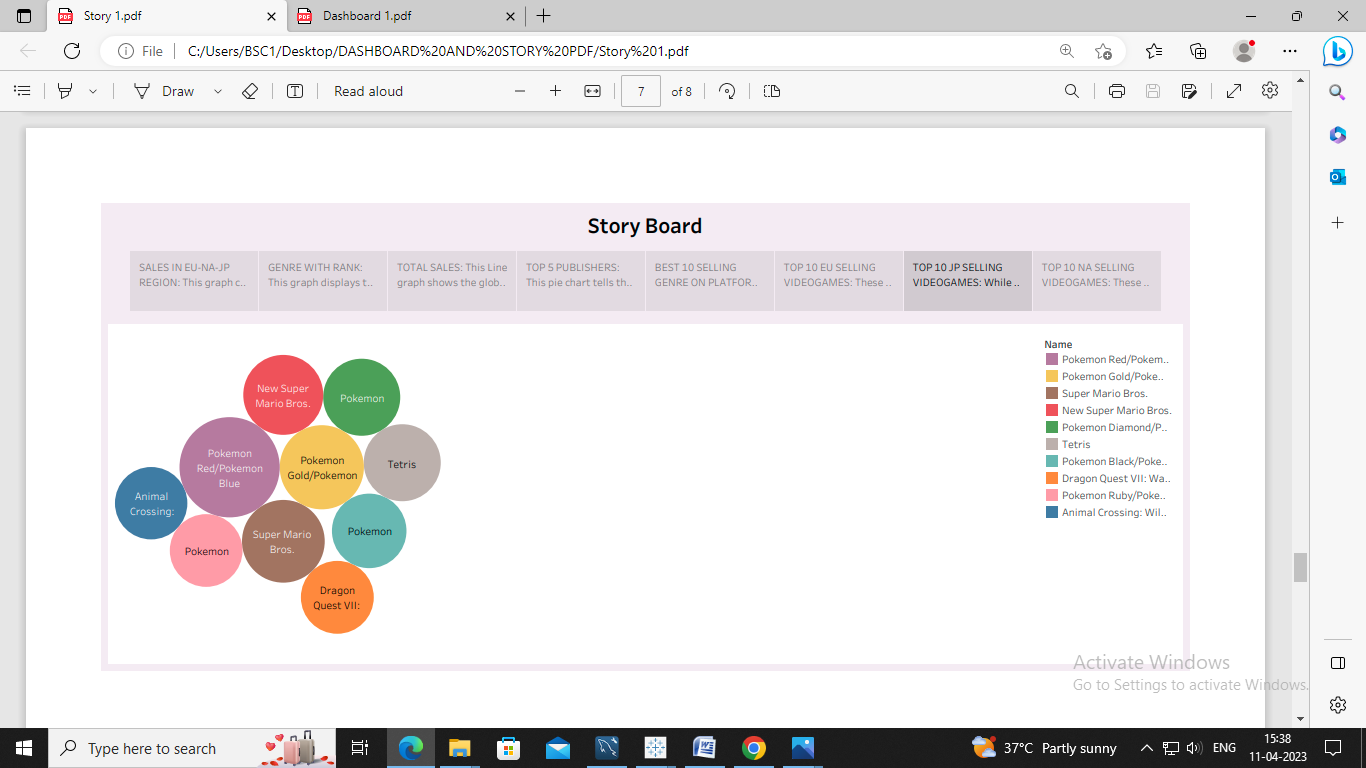 Story 1.pdf
Dashboard 1.pdf
File
C:/Users/BSC1/Desktop/DASHBOARD%20AND%20STORY%20PDF/Story%201.pdf
Draw
Read aloud
7
of 8
Story Board
SALES IN EU-NA-JP
REGION: This graph c..
GENRE WITH RANK:
This graph displays t..
TOTAL SALES: This Line
graph shows the glob..
TOP 5 PUBLISHERS:
This pie chart tells th..
BEST 10 SELLING
GENRE ON PLATFOR..
TOP 10 EU SELLING
VIDEOGAMES: These ..
TOP 10 JP SELLING
VIDEOGAMES: While ..
TOP 10 NA SELLING
VIDEOGAMES: These ..
New Super
Mario Bros.
Pokemon
Pokemon
Red/Pokemon
Blue
Pokemon
Gold/Pokemon
Tetris
Animal
Crossing:
Pokemon
Super Mario
Bros.
Pokemon
Dragon
Quest VII:
Name
Pokemon Red/Pokem..
Pokemon Gold/Poke..
Super Mario Bros.
New Super Mario Bros.
Pokemon Diamond/P..
Tetris
Pokemon Black/Poke..
Dragon Quest VII: Wa..
Pokemon Ruby/Poke..
Animal Crossing: Wil..
Activate Windows
Go to Settings to activate Windows.
Type here to search
37°C Partly sunny
ENG
15:38
11-04-2023